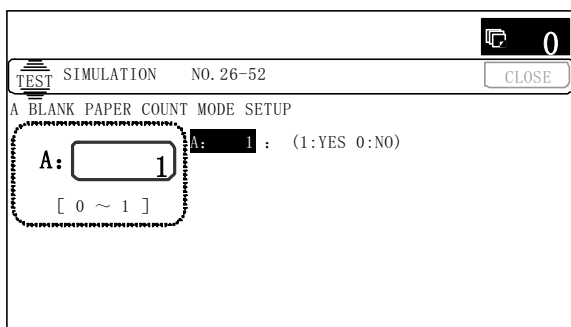 0
TEST SIMULATION NO. 26-52
CLOSE
A BLANK PAPER COUNT MODE SETUP
A: 1 : (1:YES 0:NO)
A: 1
[ 0 ~ 1 ]